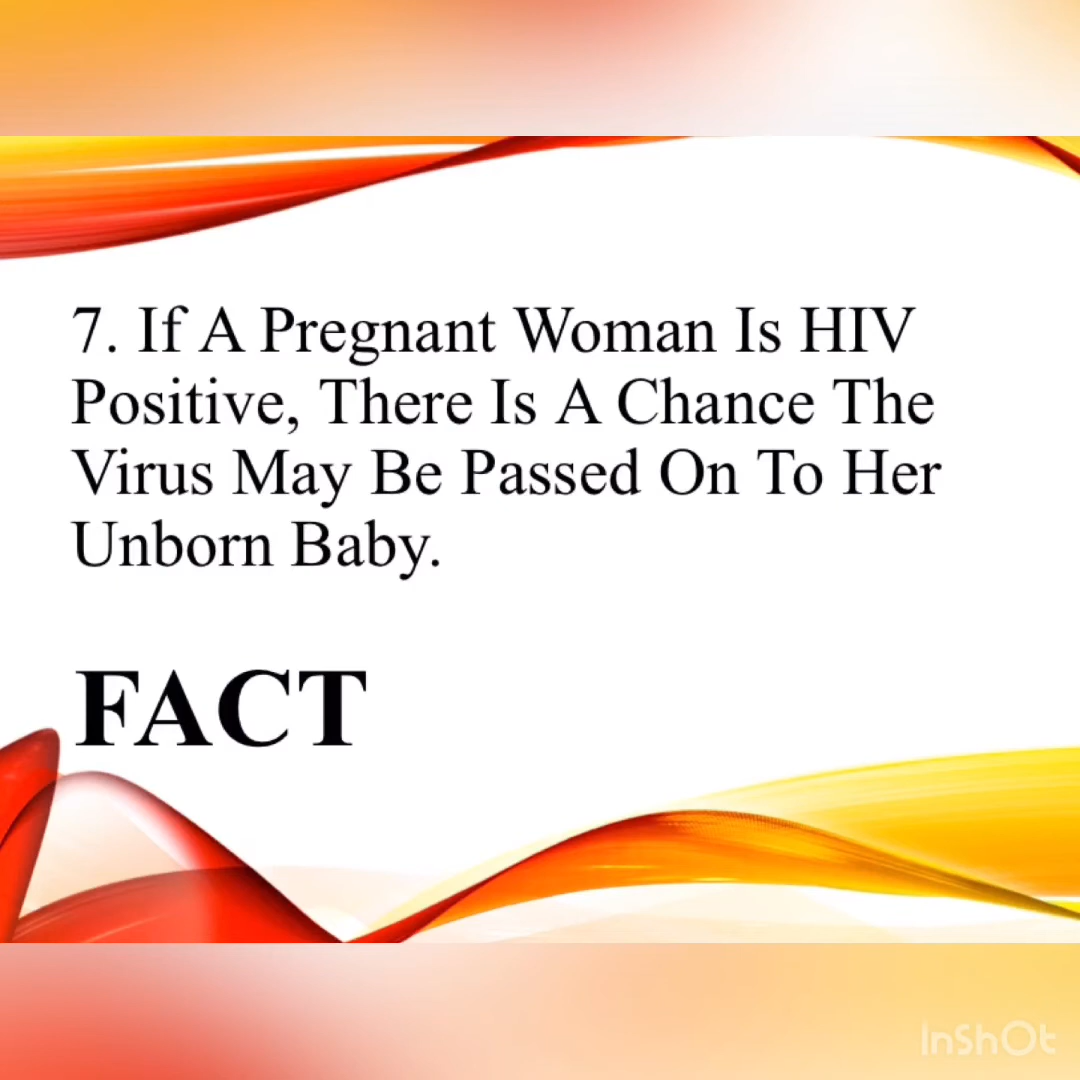 7. If A Pregnant Woman Is HIV
Positive, There Is A Chance The
Virus May Be Passed On To Her
Unborn Baby.
FACT
InShOt